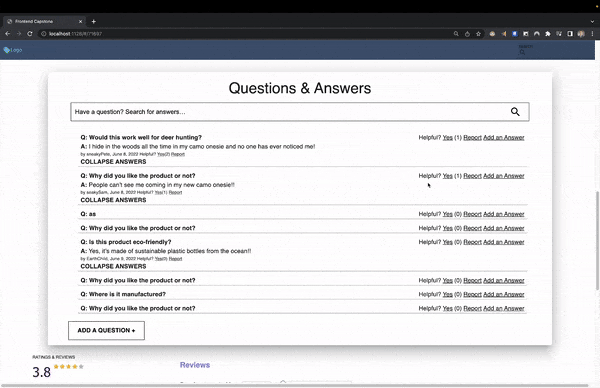 Frontend Capstone
localhost:1128/#/?1697
Logo
Questions & Answers
Have a question? Search for answers...
Q: Would this work well for deer hunting?
Helpful? Yes (1) Report Add an Answer
A: I hide in the woods all the time in my camo onesie and no one has ever noticed me!
by sneakyPete, June 8, 2022 Helpful? Yes(2) Report
COLLAPSE ANSWERS
Q: Why did you like the product or not?
Helpful? Yes (1) Report Add an Answer
A: People can't see me coming in my new camo onesie!!
by soakySam, June 8, 2022 Helpful? Yes(1) Report
COLLAPSE ANSWERS
Q: as
Helpful? Yes (0) Report Add an Answer
Q: Why did you like the product or not?
Helpful? Yes (0) Report Add an Answer
Q: Is this product eco-friendly?
Helpful? Yes (0) Report Add an Answer
A: Yes, it's made of sustainable plastic bottles from the ocean!!
by EarthChild, June 9, 2022 Helpful? Yes(0) Report
COLLAPSE ANSWERS
Q: Why did you like the product or not?
Helpful? Yes (0) Report Add an Answer
Q: Where is it manufactured?
Helpful? Yes (0) Report Add an Answer
Q: Why did you like the product or not?
Helpful? Yes (0) Report Add an Answer
ADD A QUESTION +
RATINGS & REVIEWS
3.8
Reviews